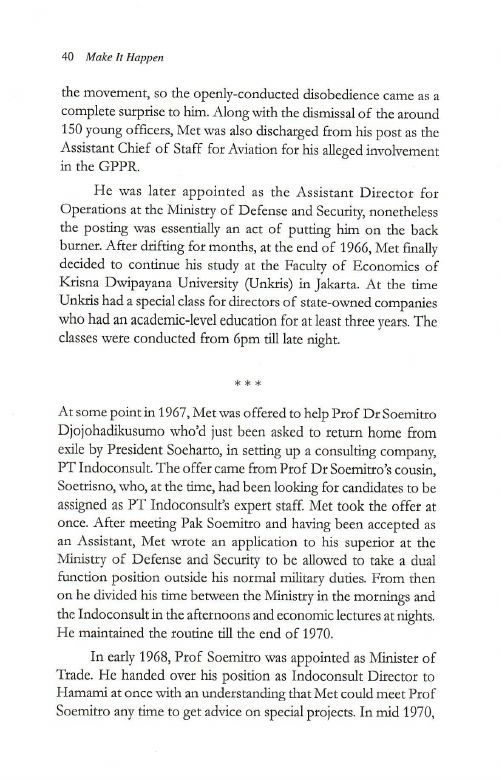 40 Make It Happen
the movement, so the openly-conducted disobedience came as a
complete surprise to him. Along with the dismissal of the around
150 young officers, Met was also discharged from his post as the
Assistant Chief of Staff for Aviation for his alleged involvement
in the GPPR.
He was later appointed as the Assistant Director for
Operations at the Ministry of Defense and Security, nonetheless
the posting was essentially an act of putting him on the back
burner. After drifting for months, at the end of 1966, Met finally
decided to continue his study at the Faculty of Economics of
Krisna Dwipayana University (Unkris) in Jakarta. At the time
Unkris had a special class for directors of state-owned companies
who had an academic-level education for at least three years. The
classes were conducted from 6pm till late night.
***
At some point in 1967, Met was offered to help Prof Dr Soemitro
Djojohadikusumo who'd just been asked to return home from
exile by President Soeharto, in setting up a consulting company,
PT Indoconsult. The offer came from Prof Dr Soemitro's cousin,
Soetrisno, who, at the time, had been looking for candidates to be
assigned as PT Indoconsult's expert staff. Met took the offer at
once. After meeting Pak Soemitro and having been accepted as
an Assistant, Met wrote an application to his superior at the
Ministry of Defense and Security to be allowed to take a dual
function position outside his normal military duties. From then
on he divided his time between the Ministry in the mornings and
the Indoconsult in the afternoons and economic lectures at nights.
He maintained the routine till the end of 1970.
In early 1968, Prof Soemitro was appointed as Minister of
Trade. He handed over his position as Indoconsult Director to
Hamami at once with an understanding that Met could meet Prof
Soemitro any time to get advice on special projects. In mid 1970,